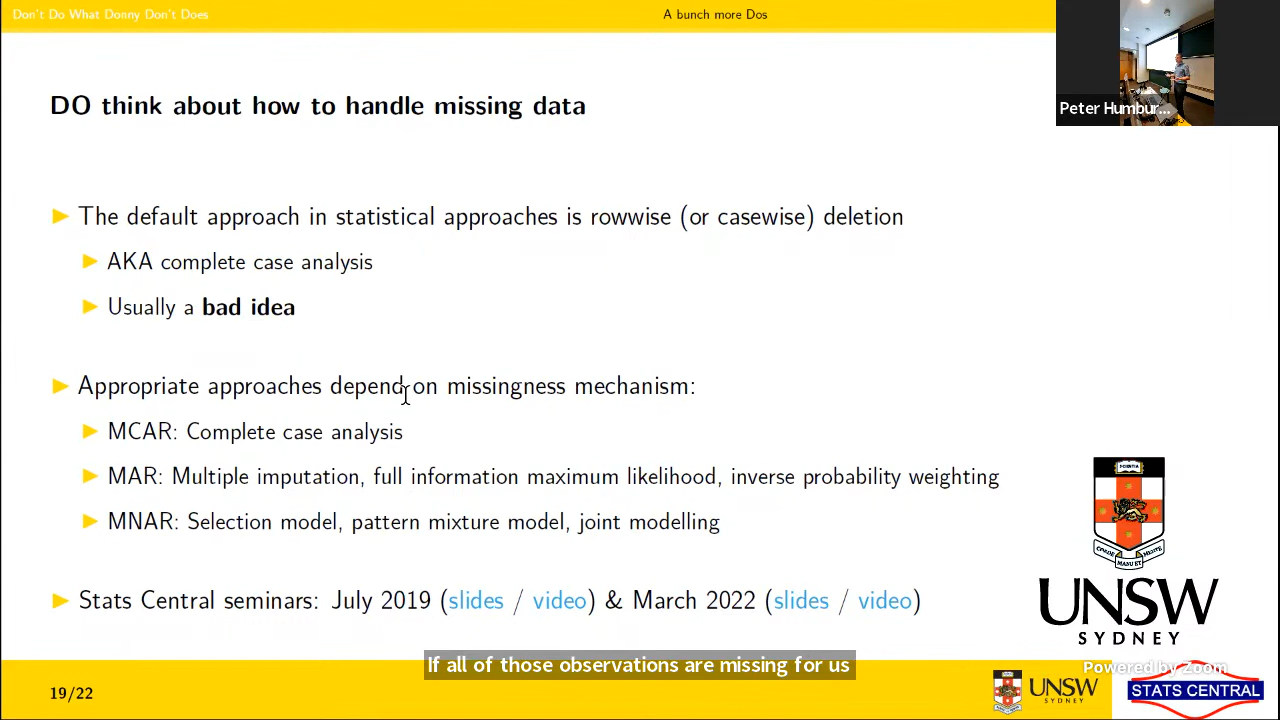 Don't Do What Donny Don't Does
A bunch more Dos
Peter Humbur...
DO think about how to handle missing data
The default approach in statistical approaches is rowwise (or casewise) deletion
AKA complete case analysis
Usually a bad idea
Appropriate approaches depend on missingness mechanism:
MCAR: Complete case analysis
MAR: Multiple imputation, full information maximum likelihood, inverse probability weighting
MNAR: Selection model, pattern mixture model, joint modelling
Stats Central seminars: July 2019 (slides / video) & March 2022 (slides / video)
UNSW
SYDNEY
If all of those observations are missing for us
Powered by Zoom
19/22
UNSW
SYDNEY
STATS CENTRAL